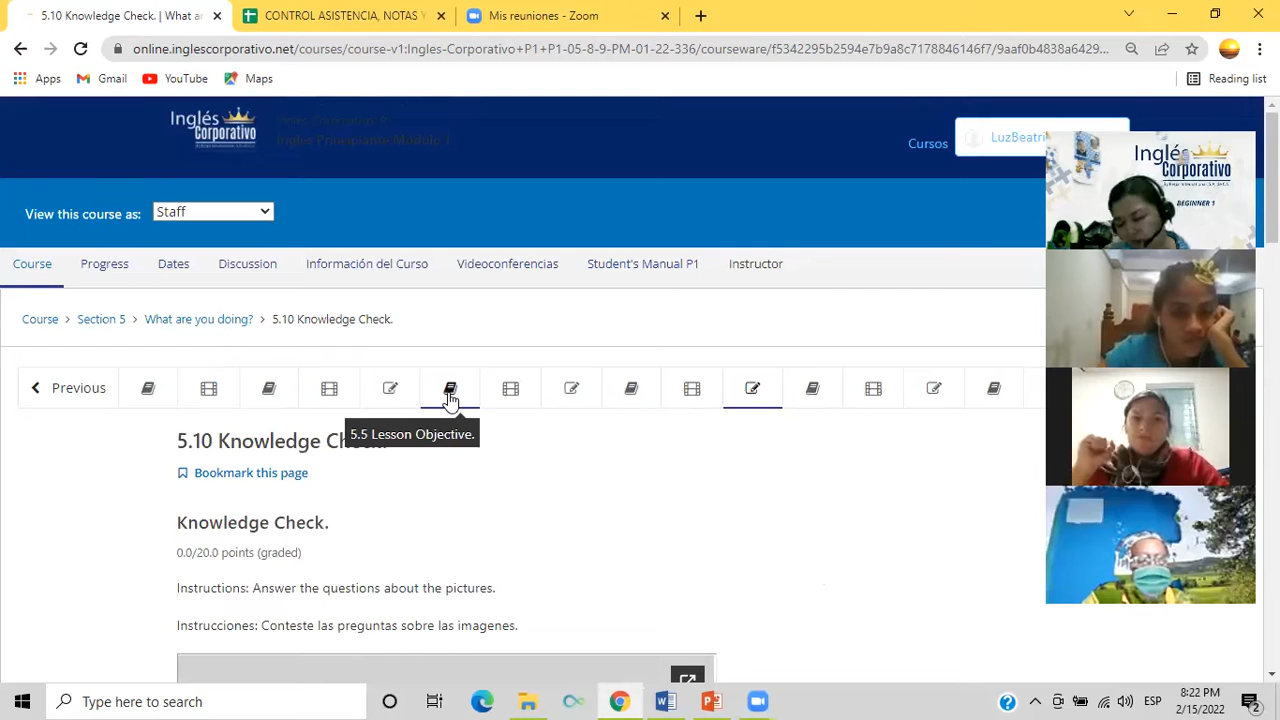 5.10 Knowledge Check. | What a
CONTROL ASISTENCIA, NOTAS Y
Mis reuniones - Zoom
online.inglescorporativo.net/courses/course-v1:Ingles-Corporativo+P1+P1-05-8-9-PM-01-22-336/courseware/f5342295b2594e7b9a8c7178846146f7/9aaf0b4838a6429...
Apps
Gmail
YouTube
Maps
Reading list
Inglés
Corporativo
Inglés Principiante Módulo 1
Cursos
LuzBeatri
Inglés
Corporativo
BEGINNER 1
View this course as:
Staff
Course
Progress
Dates
Discussion
Información del Curso
Videoconferencias
Student's Manual P1
Instructor
Course > Section 5 > What are you doing? > 5.10 Knowledge Check.
Previous
5.5 Lesson Objective.
5.10 Knowledge Ch
Bookmark this page
Knowledge Check.
0.0/20.0 points (graded)
Instructions: Answer the questions about the pictures.
Instrucciones: Conteste las preguntas sobre las imagenes.
Type here to search
ESP
8:22 PM
2/15/2022
2